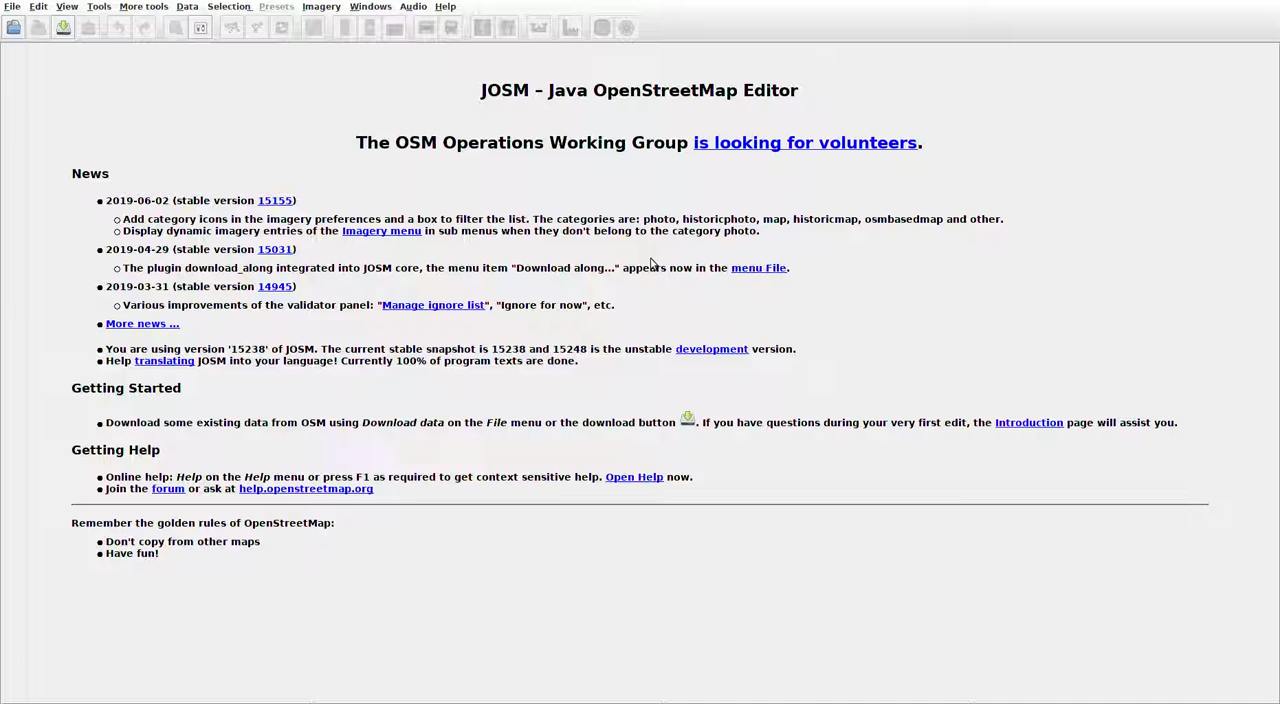 File Edit View Tools More tools Data Selection Presets Imagery Windows Audio Help
JOSM – Java OpenStreetMap Editor
The OSM Operations Working Group is looking for volunteers.
News
2019-06-02 (stable version 15155)
Add category icons in the imagery preferences and a box to filter the list. The categories are: photo, historicphoto, map, historicmap, osmbasedmap and other.
Display dynamic imagery entries of the Imagery menu in sub menus when they don't belong to the category photo.
2019-04-29 (stable version 15031)
The plugin download_along integrated into JOSM core, the menu item "Download along..." appears now in the menu File.
2019-03-31 (stable version 14945)
Various improvements of the validator panel: "Manage ignore list", "Ignore for now", etc.
More news ...
You are using version '15238' of JOSM. The current stable snapshot is 15238 and 15248 is the unstable development version.
Help translating JOSM into your language! Currently 100% of program texts are done.
Getting Started
Download some existing data from OSM using Download data on the File menu or the download button . If you have questions during your very first edit, the Introduction page will assist you.
Getting Help
Online help: Help on the Help menu or press F1 as required to get context sensitive help. Open Help now.
Join the forum or ask at help.openstreetmap.org
Remember the golden rules of OpenStreetMap:
Don't copy from other maps
Have fun!